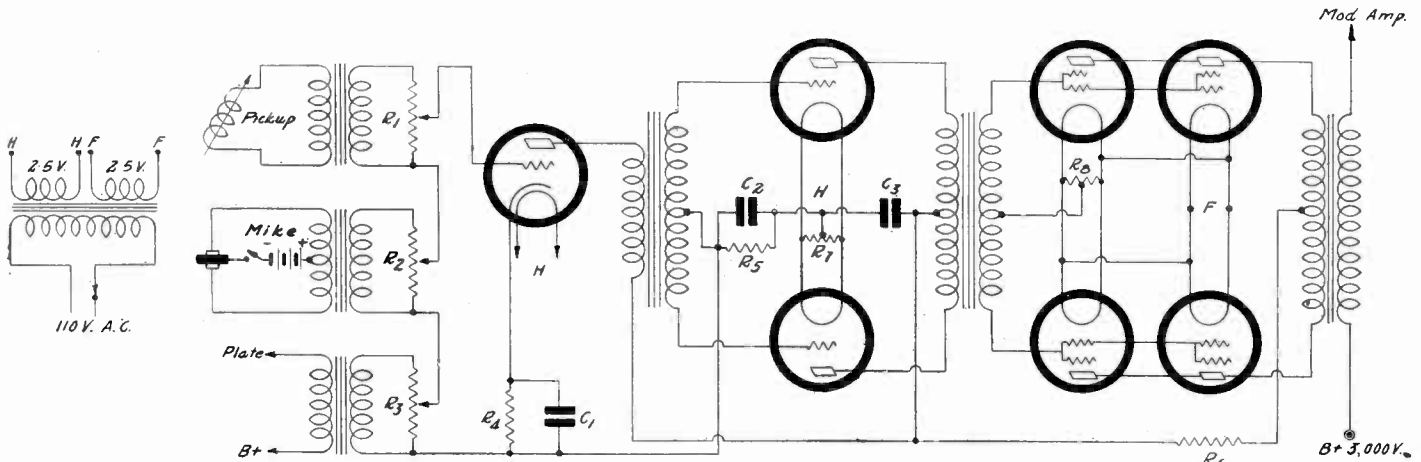 Mod Amp.
Pickup
R1
H H F F
2.5 V. 2.5 V.
Mike
- +
R2
H
C2
H
C3
R5
R7
R8
F
110 V. A.C.
Plate
R3
R4
C1
B+
B+ 3,000 V.